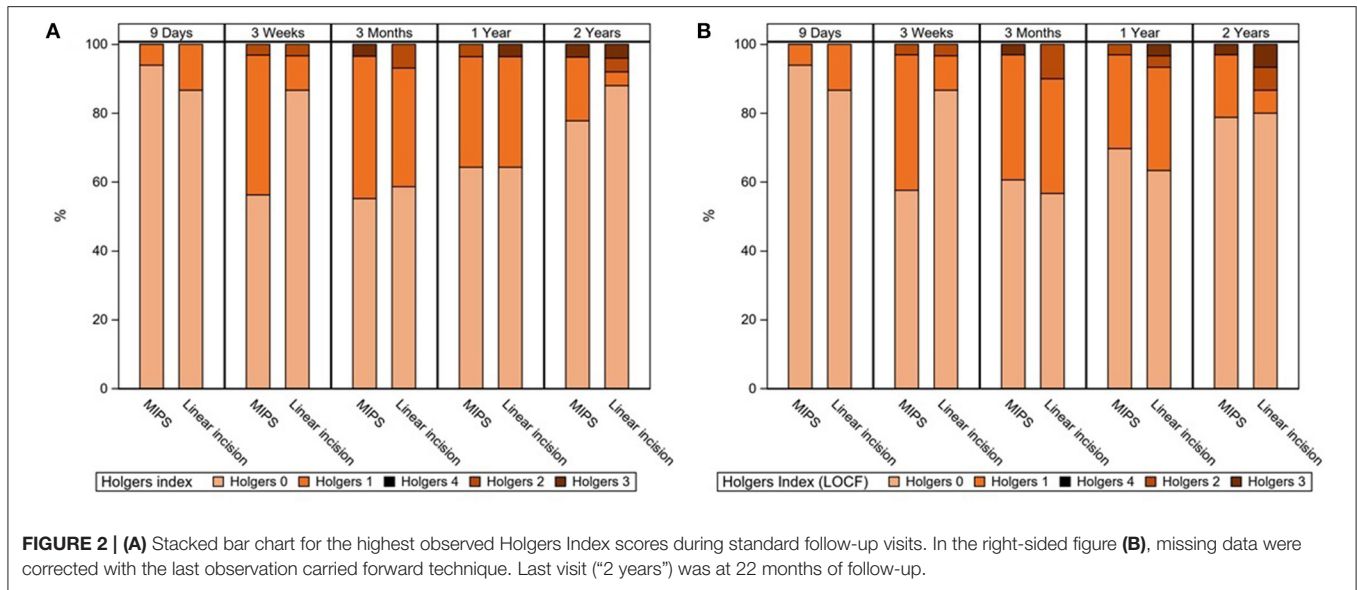 A
9 Days 3 Weeks 3 Months 1 Year 2 Years
100
80
60
40
20
0
%
MIPS Linear incision MIPS Linear incision MIPS Linear incision MIPS Linear incision MIPS Linear incision
Holgers index Holgers 0 Holgers 1 Holgers 4 Holgers 2 Holgers 3
B
9 Days 3 Weeks 3 Months 1 Year 2 Years
100
80
60
40
20
0
%
MIPS Linear incision MIPS Linear incision MIPS Linear incision MIPS Linear incision MIPS Linear incision
Holgers Index (LOCF) Holgers 0 Holgers 1 Holgers 4 Holgers 2 Holgers 3
FIGURE 2 | (A) Stacked bar chart for the highest observed Holgers Index scores during standard follow-up visits. In the right-sided figure (B), missing data were
corrected with the last observation carried forward technique. Last visit (“2 years”) was at 22 months of follow-up.